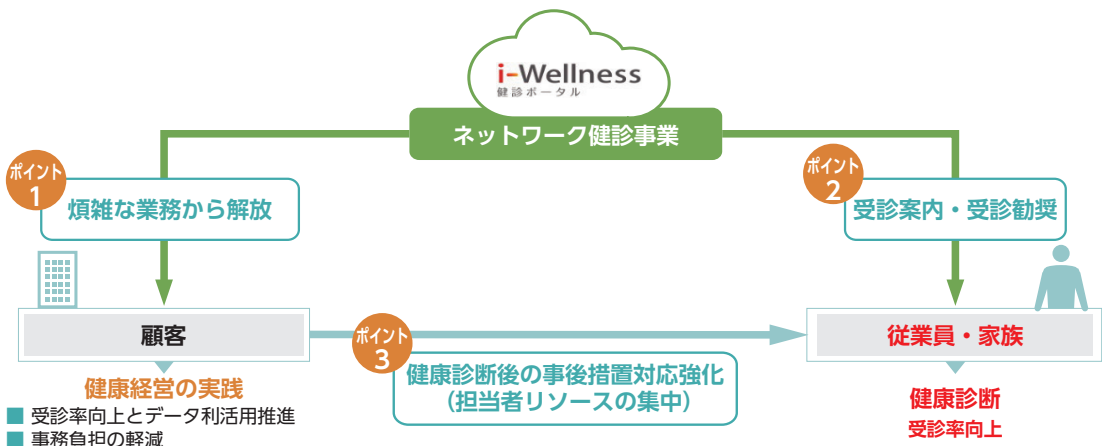 i-Wellness
健診ポータル
ネットワーク健診事業
ポイント
1
煩雑な業務から解放
ポイント
2
受診案内・受診勧奨
顧客
ポイント
3
従業員・家族
健康経営の実践
■ 受診率向上とデータ利活用推進
■ 事務負担の軽減
健康診断後の事後措置対応強化
（担当者リソースの集中）
健康診断
受診率向上